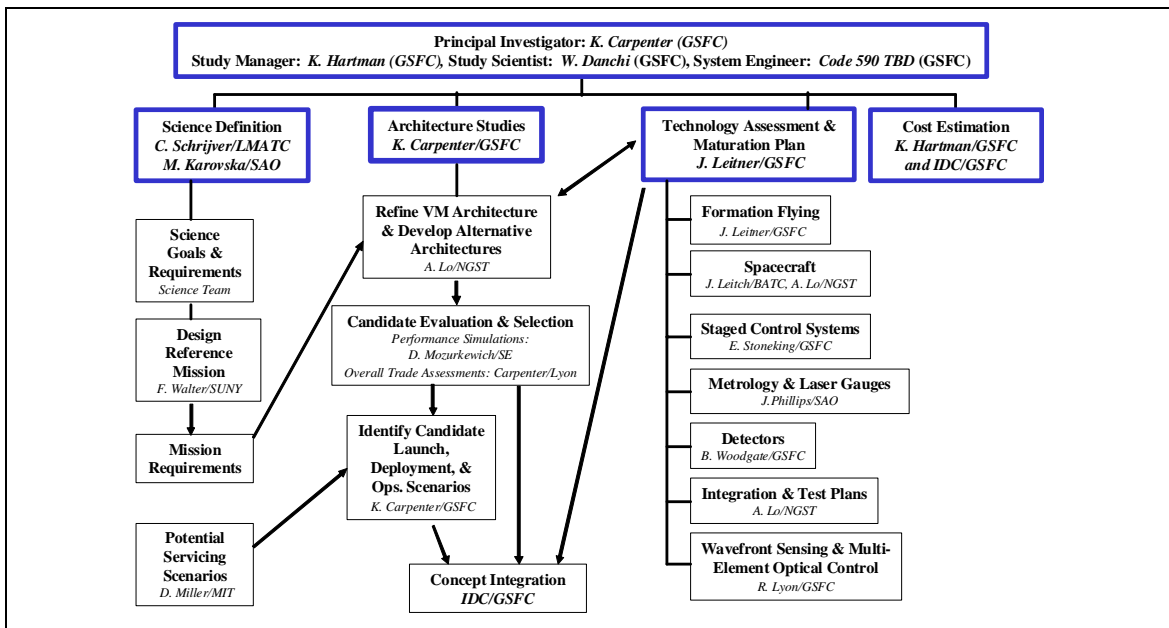 Principal Investigator: K. Carpenter (GSFC)
Study Manager: K. Hartman (GSFC), Study Scientist: W. Danchi (GSFC), System Engineer: Code 590 TBD (GSFC)
Science Definition
C. Schrijver/LMATC
M. Karovska/SAO
Architecture Studies
K. Carpenter/GSFC
Technology Assessment &
Maturation Plan
J. Leitner/GSFC
Cost Estimation
K. Hartman/GSFC
and IDC/GSFC
Science
Goals &
Requirements
Science Team
Design
Reference
Mission
F. Walter/SUNY
Mission
Requirements
Potential
Servicing
Scenarios
D. Miller/MIT
Refine VM Architecture
& Develop Alternative
Architectures
A. Lo/NGST
Candidate Evaluation & Selection
Performance Simulations:
D. Mozurkewich/SE
Overall Trade Assessments: Carpenter/Lyon
Identify Candidate
Launch,
Deployment, &
Ops. Scenarios
K. Carpenter/GSFC
Concept Integration
IDC/GSFC
Formation Flying
J. Leitner/GSFC
Spacecraft
J. Leitch/BATC, A. Lo/NGST
Staged Control Systems
E. Stoneking/GSFC
Metrology & Laser Gauges
J.Phillips/SAO
Detectors
B. Woodgate/GSFC
Integration & Test Plans
A. Lo/NGST
Wavefront Sensing & Multi-
Element Optical Control
R. Lyon/GSFC